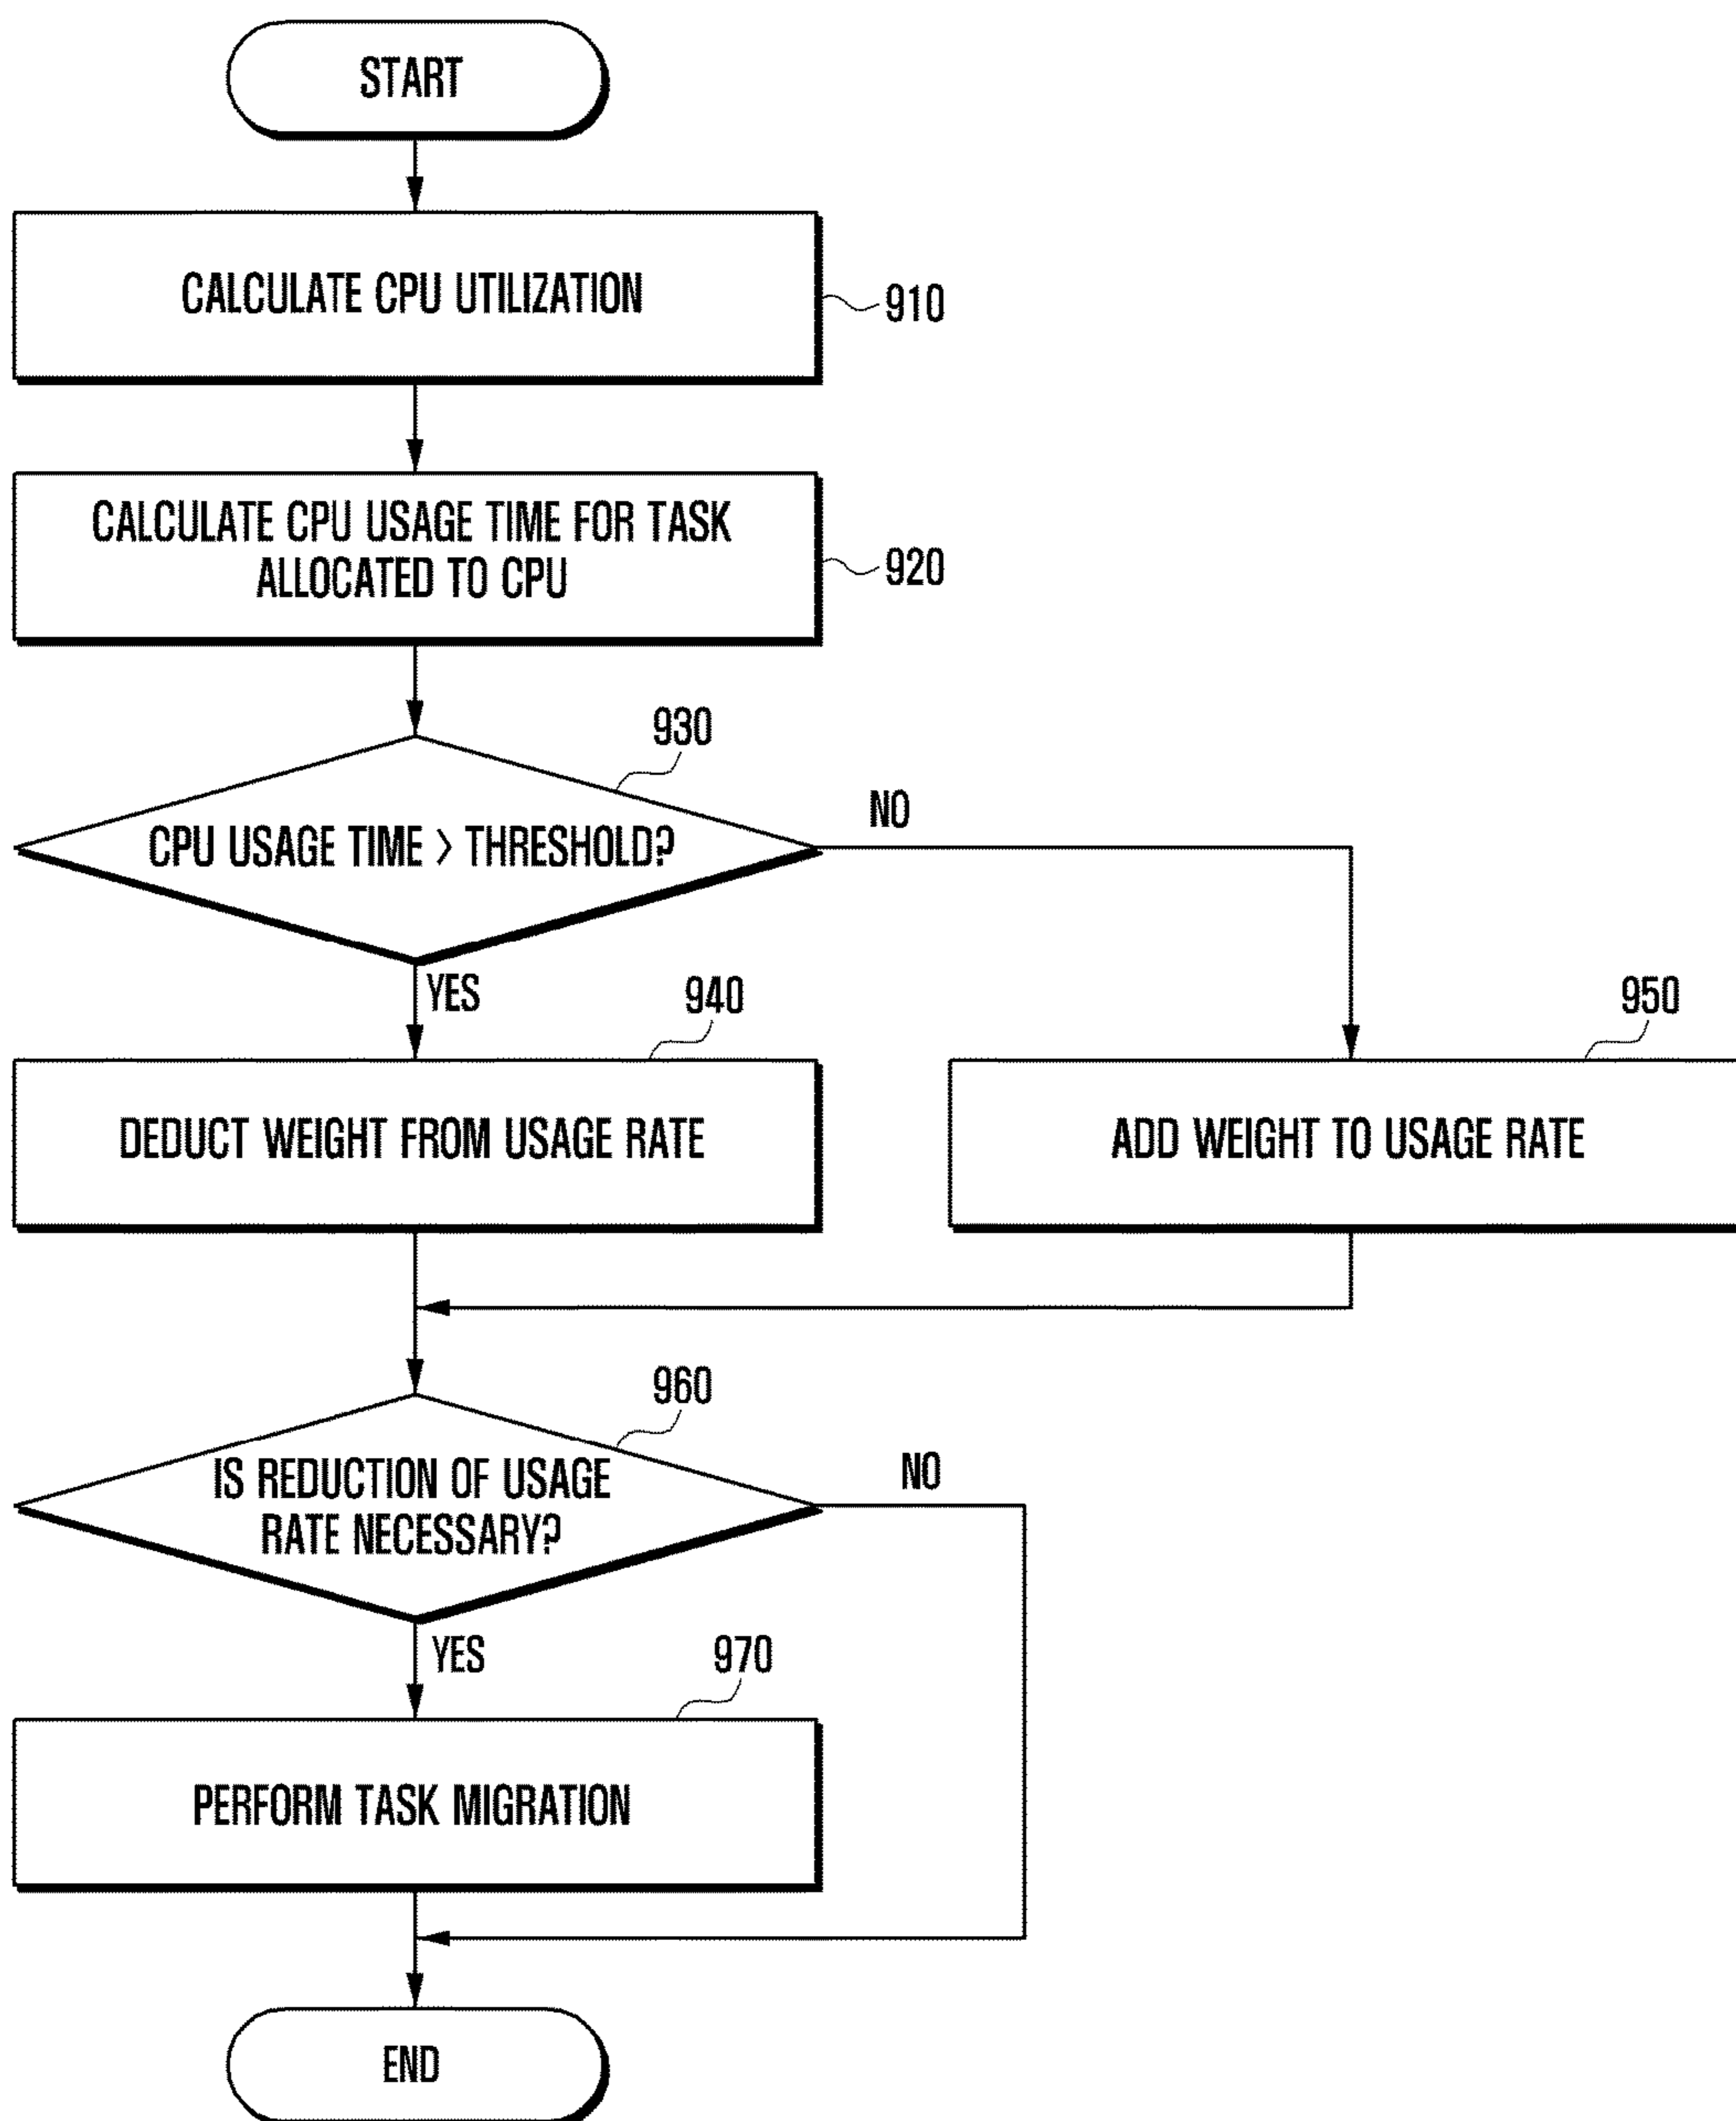 START
CALCULATE CPU UTILIZATION
910
CALCULATE CPU USAGE TIME FOR TASK
ALLOCATED TO CPU
920
930
CPU USAGE TIME > THRESHOLD?
NO
YES
940
950
DEDUCT WEIGHT FROM USAGE RATE
ADD WEIGHT TO USAGE RATE
960
IS REDUCTION OF USAGE
RATE NECESSARY?
NO
YES
970
PERFORM TASK MIGRATION
END